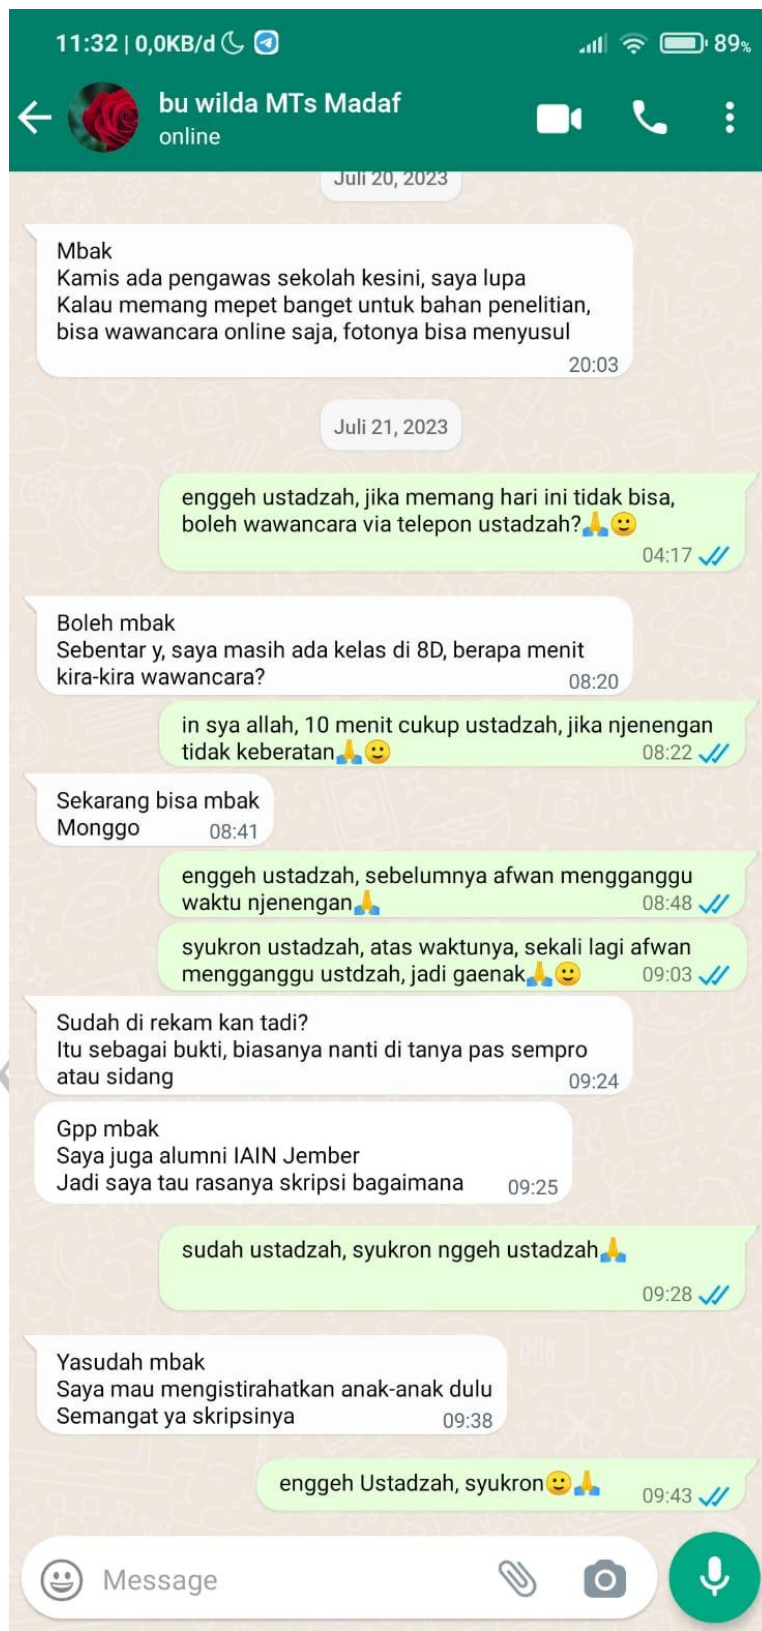 11:32 | 0,0KB/d
89%
bu wilda MTs Madaf
online
Juli 20, 2023
Mbak
Kamis ada pengawas sekolah kesini, saya lupa
Kalau memang mepet banget untuk bahan penelitian,
bisa wawancara online saja, fotonya bisa menyusul
20:03
Juli 21, 2023
enggeh ustadzah, jika memang hari ini tidak bisa,
boleh wawancara via telepon ustadzah?🙏🙂
04:17
Boleh mbak
Sebentar y, saya masih ada kelas di 8D, berapa menit
kira-kira wawancara?
08:20
in sya allah, 10 menit cukup ustadzah, jika njenengan
tidak keberatan🙏🙂
08:22
Sekarang bisa mbak
Monggo
08:41
enggeh ustadzah, sebelumnya afwan mengganggu
waktu njenengan🙏
08:48
syukron ustadzah, atas waktunya, sekali lagi afwan
mengganggu ustdzah, jadi gaenak🙏🙂
09:03
Sudah di rekam kan tadi?
Itu sebagai bukti, biasanya nanti di tanya pas sempro
atau sidang
09:24
Gpp mbak
Saya juga alumni IAIN Jember
Jadi saya tau rasanya skripsi bagaimana
09:25
sudah ustadzah, syukron nggeh ustadzah🙏
09:28
Yasudah mbak
Saya mau mengistirahatkan anak-anak dulu
Semangat ya skripsinya
09:38
enggeh Ustadzah, syukron🙂🙏
09:43
Message